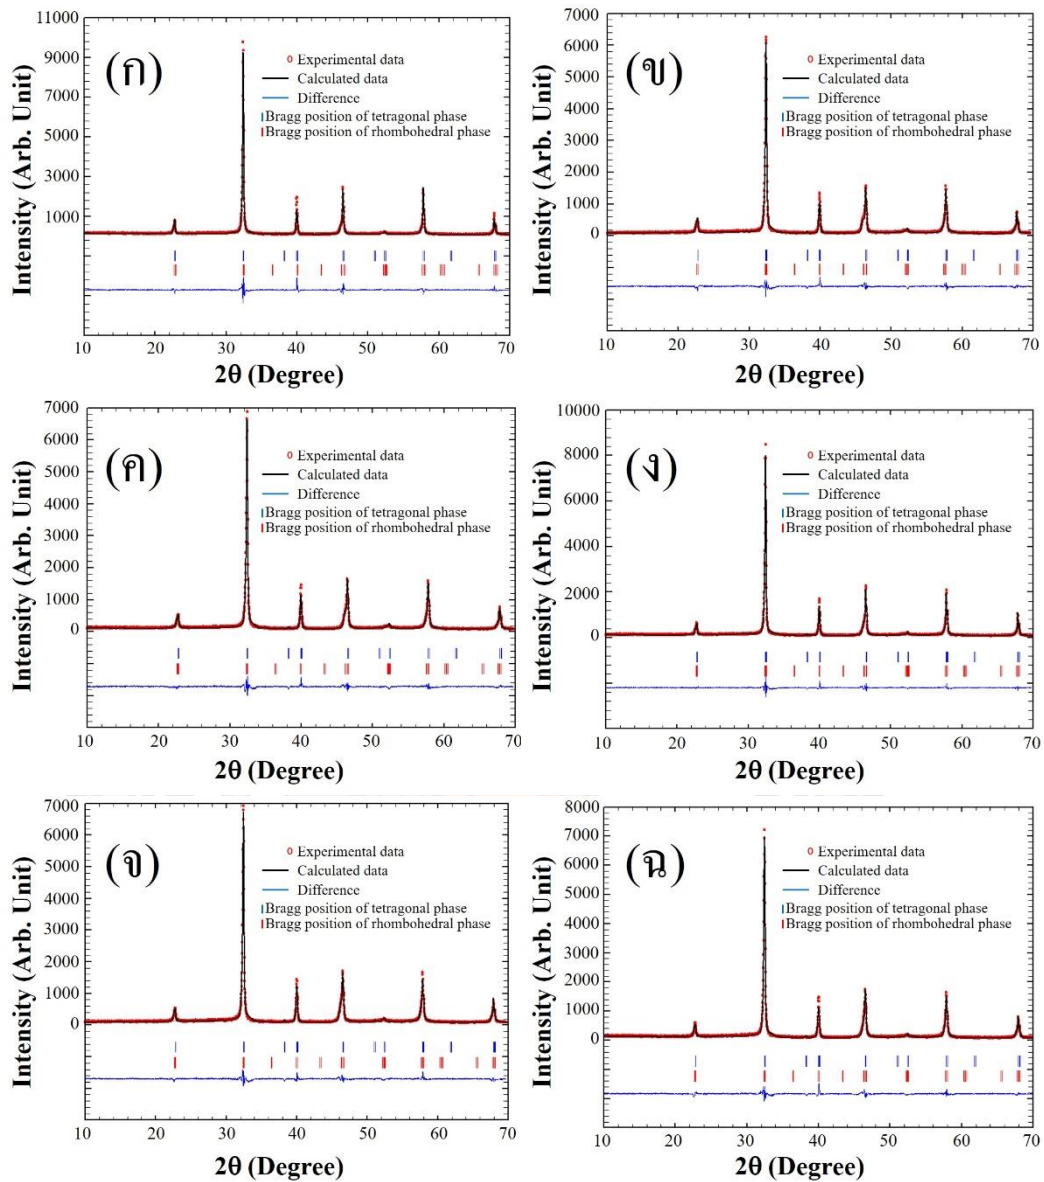 11000
9000
7000
5000
3000
1000
(ก)
Experimental data
Calculated data
Difference
Bragg position of tetragonal phase
Bragg position of rhombohedral phase
Intensity (Arb. Unit)
10 20 30 40 50 60 70
2θ (Degree)
7000
6000
5000
4000
3000
2000
1000
0
(ข)
Experimental data
Calculated data
Difference
Bragg position of tetragonal phase
Bragg position of rhombohedral phase
Intensity (Arb. Unit)
10 20 30 40 50 60 70
2θ (Degree)
7000
6000
5000
4000
3000
2000
1000
0
(ค)
Experimental data
Calculated data
Difference
Bragg position of tetragonal phase
Bragg position of rhombohedral phase
Intensity (Arb. Unit)
10 20 30 40 50 60 70
2θ (Degree)
10000
8000
6000
4000
2000
0
(ง)
Experimental data
Calculated data
Difference
Bragg position of tetragonal phase
Bragg position of rhombohedral phase
Intensity (Arb. Unit)
10 20 30 40 50 60 70
2θ (Degree)
7000
6000
5000
4000
3000
2000
1000
0
(จ)
Experimental data
Calculated data
Difference
Bragg position of tetragonal phase
Bragg position of rhombohedral phase
Intensity (Arb. Unit)
10 20 30 40 50 60 70
2θ (Degree)
8000
7000
6000
5000
4000
3000
2000
1000
0
(ฉ)
Experimental data
Calculated data
Difference
Bragg position of tetragonal phase
Bragg position of rhombohedral phase
Intensity (Arb. Unit)
10 20 30 40 50 60 70
2θ (Degree)